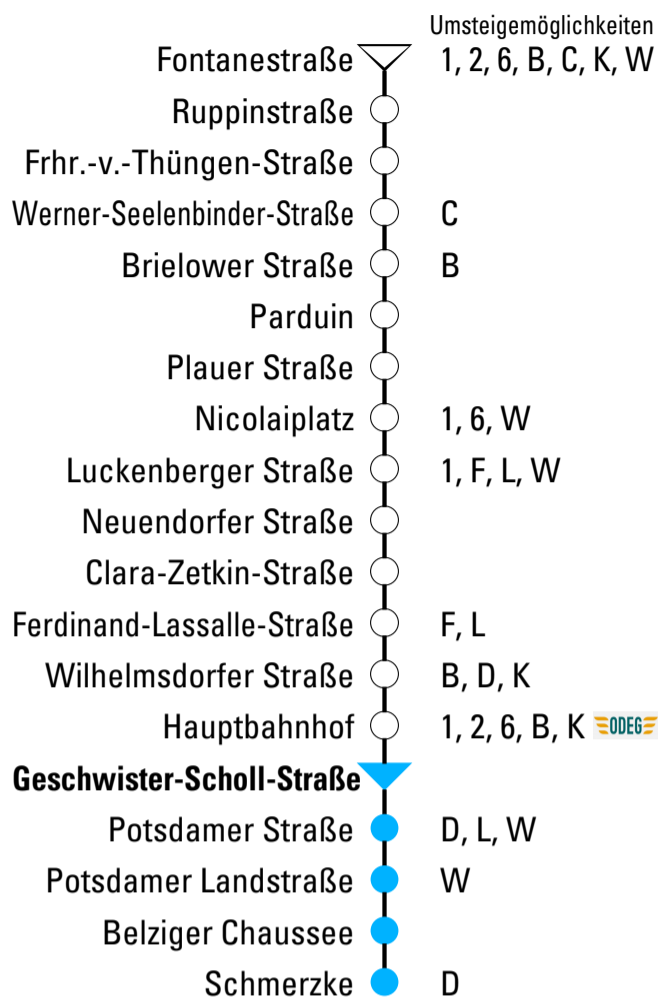 Umsteigemöglichkeiten
Fontanestraße 1, 2, 6, B, C, K, W
Ruppinstraße
Frhr.-v.-Thüngen-Straße
Werner-Seelenbinder-Straße C
Brielower Straße B
Parduin
Plauer Straße
Nicolaiplatz 1, 6, W
Luckenberger Straße 1, F, L, W
Neuendorfer Straße
Clara-Zetkin-Straße
Ferdinand-Lassalle-Straße F, L
Wilhelmsdorfer Straße B, D, K
Hauptbahnhof 1, 2, 6, B, K ODEG
Geschwister-Scholl-Straße
Potsdamer Straße D, L, W
Potsdamer Landstraße W
Belziger Chaussee
Schmerzke D